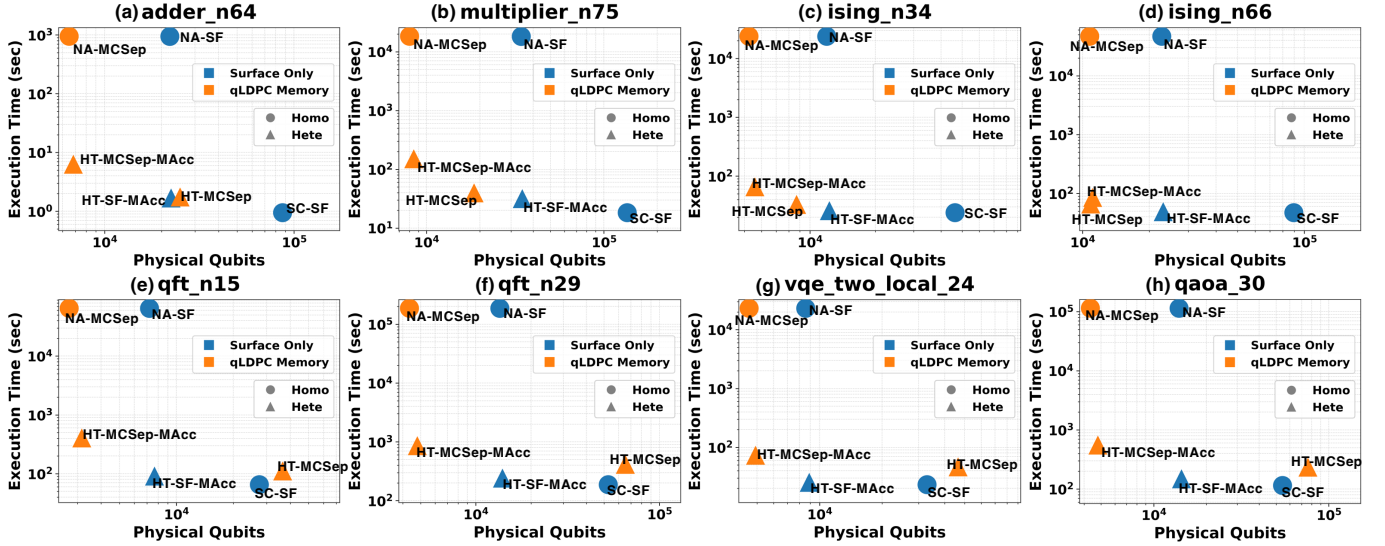 (a) adder_n64
Execution Time (sec)
10³
10²
10¹
10⁰
NA-MCSep
NA-SF
Surface Only
qLDPC Memory
Homo
Hete
HT-MCSep-MAcc
HT-SF-MAcc
HT-MCSep
SC-SF
10⁴
10⁵
Physical Qubits
(b) multiplier_n75
Execution Time (sec)
10⁴
10³
10²
10¹
NA-MCSep
NA-SF
Surface Only
qLDPC Memory
Homo
Hete
HT-MCSep-MAcc
HT-MCSep
HT-SF-MAcc
SC-SF
10⁴
10⁵
Physical Qubits
(c) ising_n34
Execution Time (sec)
10⁴
10³
10²
NA-MCSep
NA-SF
Surface Only
qLDPC Memory
Homo
Hete
HT-MCSep-MAcc
HT-MCSep
HT-SF-MAcc
SC-SF
10⁴
Physical Qubits
(d) ising_n66
Execution Time (sec)
10⁴
10³
10²
NA-MCSep
NA-SF
Surface Only
qLDPC Memory
Homo
Hete
HT-MCSep-MAcc
HT-MCSep
HT-SF-MAcc
SC-SF
10⁴
10⁵
Physical Qubits
(e) qft_n15
Execution Time (sec)
10⁴
10³
10²
NA-MCSep
NA-SF
Surface Only
qLDPC Memory
Homo
Hete
HT-MCSep-MAcc
HT-SF-MAcc
HT-MCSep
SC-SF
10⁴
Physical Qubits
(f) qft_n29
Execution Time (sec)
10⁵
10⁴
10³
10²
NA-MCSep
NA-SF
Surface Only
qLDPC Memory
Homo
Hete
HT-MCSep-MAcc
HT-MCSep
HT-SF-MAcc
SC-SF
10⁴
10⁵
Physical Qubits
(g) vqe_two_local_24
Execution Time (sec)
10⁴
10³
10²
NA-MCSep
NA-SF
Surface Only
qLDPC Memory
Homo
Hete
HT-MCSep-MAcc
HT-MCSep
HT-SF-MAcc
SC-SF
10⁴
Physical Qubits
(h) qaoa_30
Execution Time (sec)
10⁵
10⁴
10³
10²
NA-MCSep
NA-SF
Surface Only
qLDPC Memory
Homo
Hete
HT-MCSep-MAcc
HT-MCSep
HT-SF-MAcc
SC-SF
10⁴
10⁵
Physical Qubits